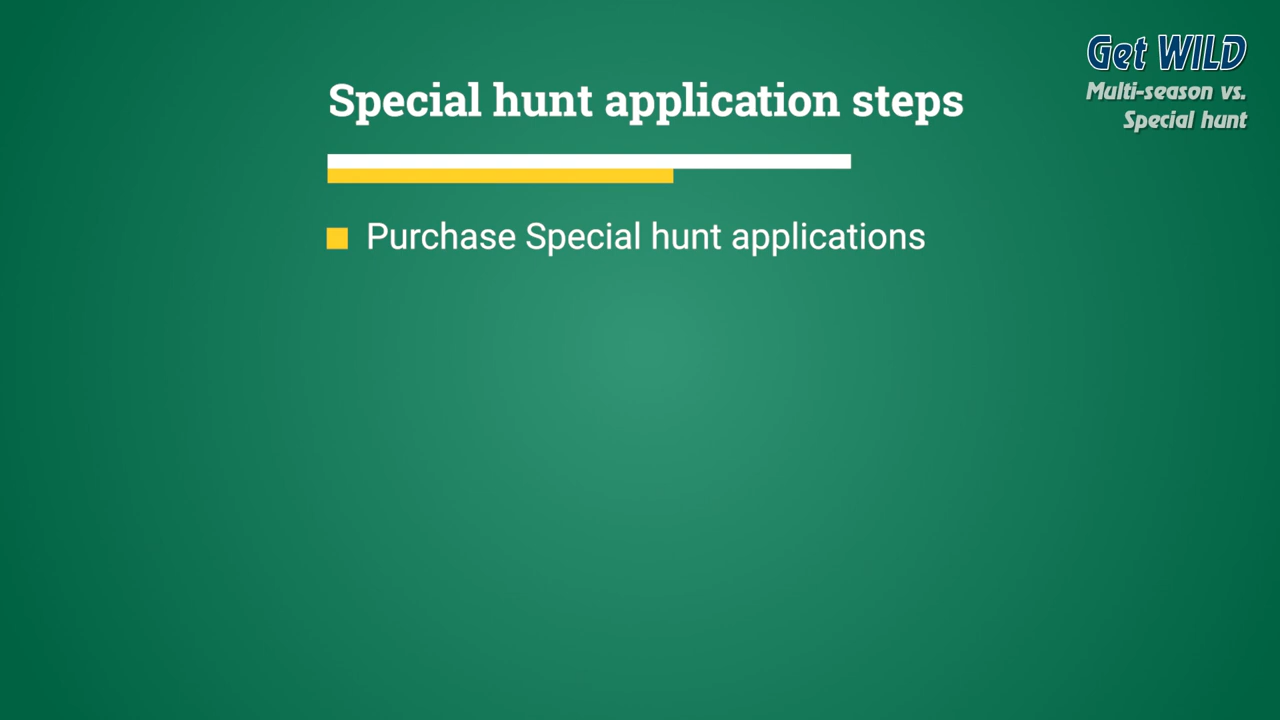 Get WILD
Multi-season vs.
Special hunt
Special hunt application steps
Purchase Special hunt applications